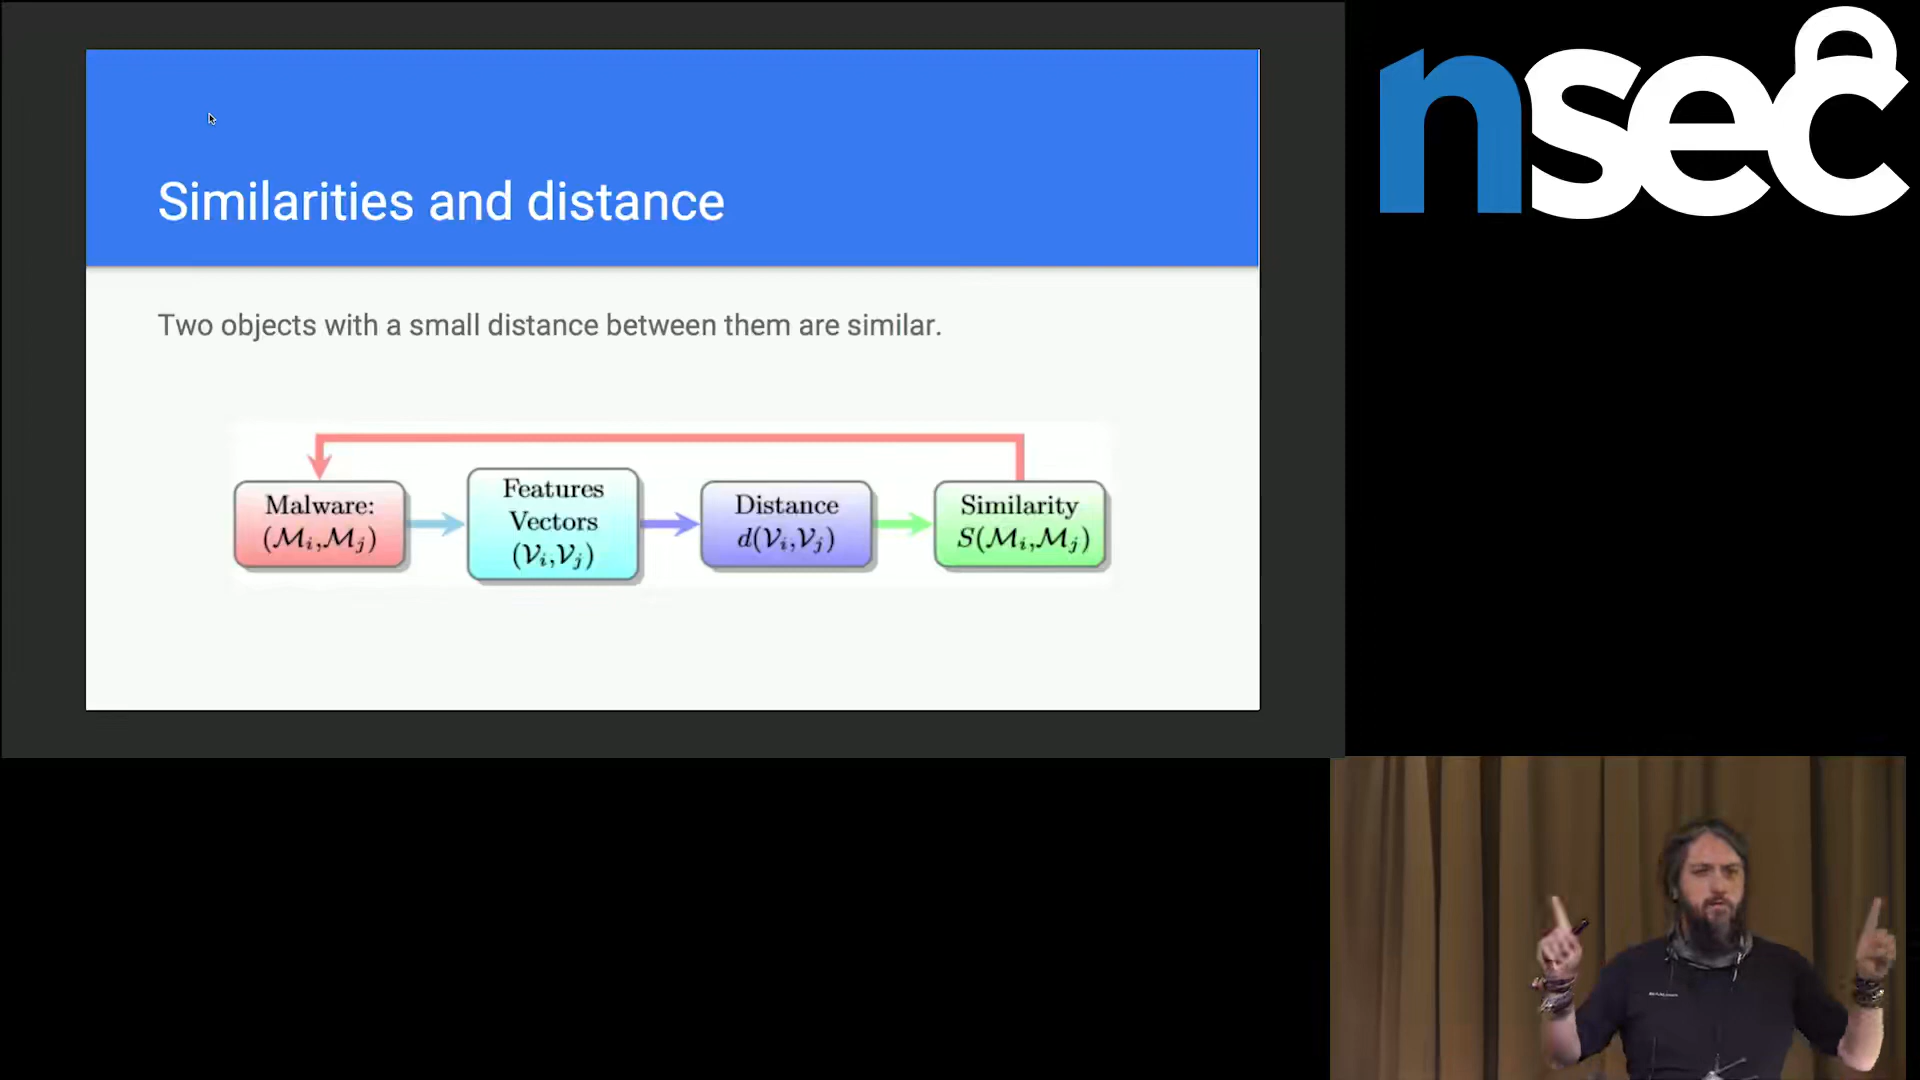 nsec
Similarities and distance
Two objects with a small distance between them are similar.
Malware:
(ℳi,ℳj)
Features
Vectors
(𝒱i,𝒱j)
Distance
d(𝒱i,𝒱j)
Similarity
S(ℳi,ℳj)